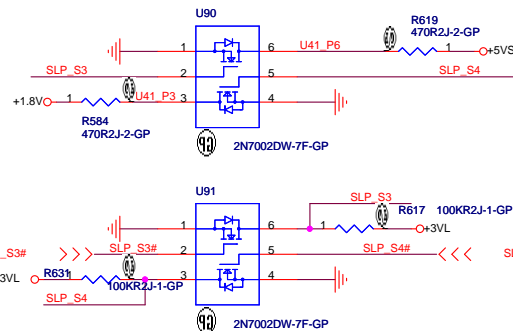 U90
R619
470R2J-2-GP
1 6 U41_P6 1 +5VS
SLP_S3 2 5 SLP_S4
+1.8V 1 U41_P3 3 4
R584
470R2J-2-GP
2N7002DW-7F-GP
U91
SLP_S3
R617 100KR2J-1-GP
1 6 1 +3VL
_S3# SLP_S3# 2 5 SLP_S4#
3VL R631 1 3 4
100KR2J-1-GP
SLP_S4
2N7002DW-7F-GP